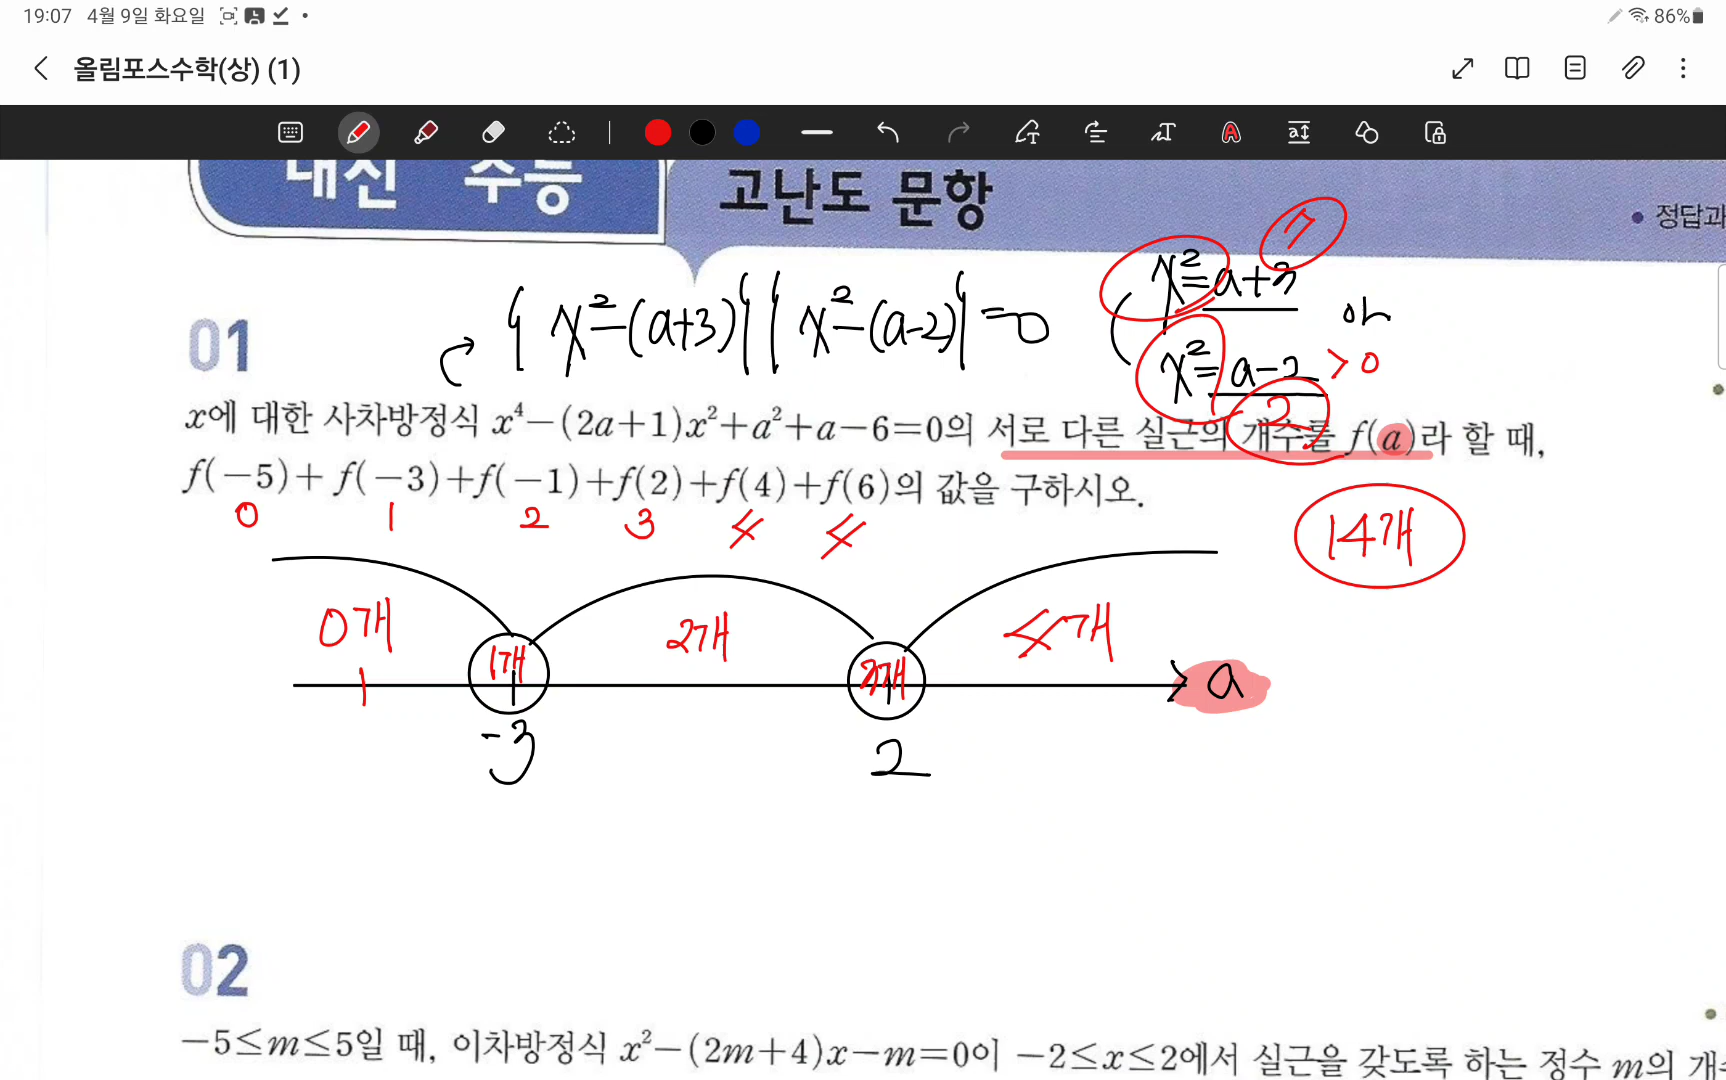 19:07 4월 9일 화요일
86%
올림포스수학(상) (1)
내신 수능
고난도 문항
• 정답과
7
x²=a+3
or
x²=a-2 >0
2
{x²-(a+3)}{x²-(a-2)}=0
01
x에 대한 사차방정식 x⁴-(2a+1)x²+a²+a-6=0의 서로 다른 실근의 개수를 f(a)라 할 때,
f(-5)+f(-3)+f(-1)+f(2)+f(4)+f(6)의 값을 구하시오.
0 1 2 3 4 4
14개
0개 1개 2개 3개 4개
a
-3 2
02
-5≤m≤5일 때, 이차방정식 x²-(2m+4)x-m=0이 -2≤x≤2에서 실근을 갖도록 하는 정수 m의 개